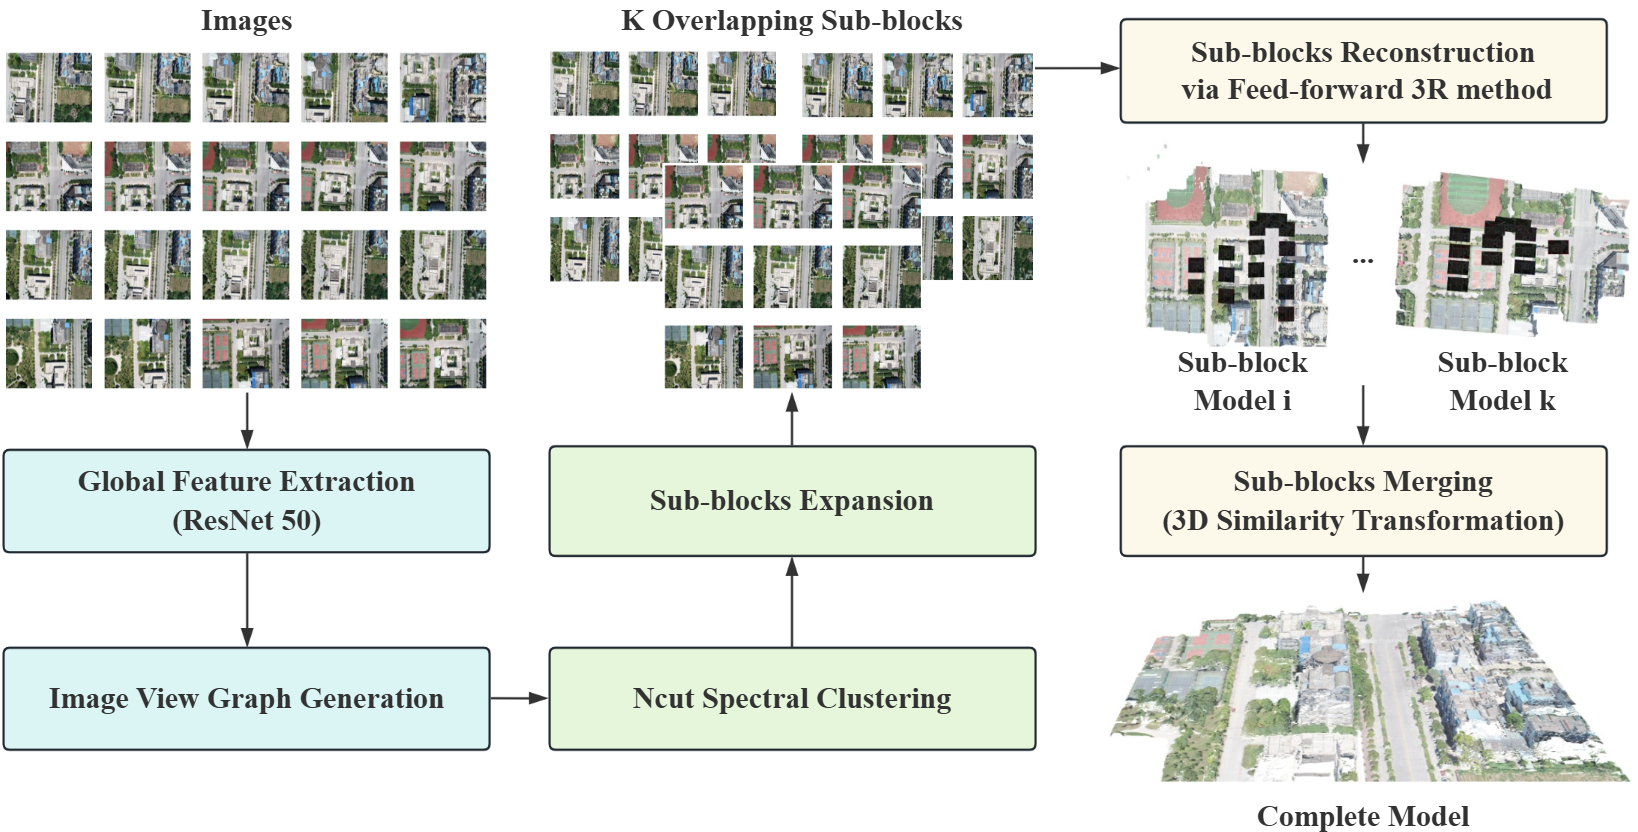 Images
Global Feature Extraction
(ResNet 50)
Image View Graph Generation
Ncut Spectral Clustering
Sub-blocks Expansion
K Overlapping Sub-blocks
Sub-blocks Reconstruction
via Feed-forward 3R method
...
Sub-block
Model i
Sub-block
Model k
Sub-blocks Merging
(3D Similarity Transformation)
Complete Model